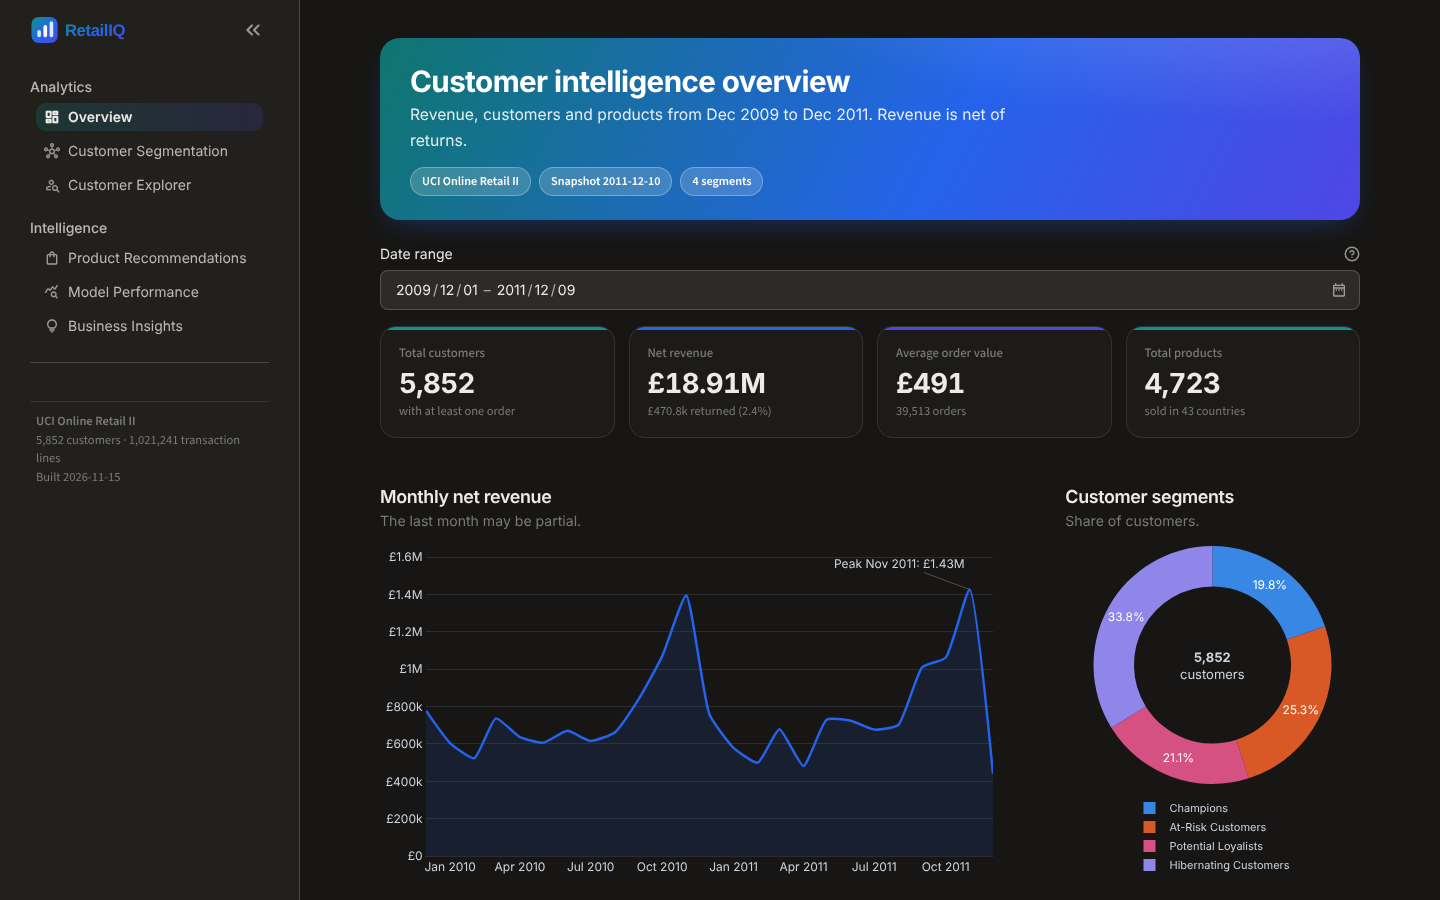 RetailIQ
Analytics
Overview
Customer Segmentation
Customer Explorer
Intelligence
Product Recommendations
Model Performance
Business Insights
UCI Online Retail II
5,852 customers · 1,021,241 transaction
lines
Built 2026-11-15
Customer intelligence overview
Revenue, customers and products from Dec 2009 to Dec 2011. Revenue is net of
returns.
UCI Online Retail II
Snapshot 2011-12-10
4 segments
Date range
2009/12/01 – 2011/12/09
Total customers
5,852
with at least one order
Net revenue
£18.91M
£470.8k returned (2.4%)
Average order value
£491
39,513 orders
Total products
4,723
sold in 43 countries
Monthly net revenue
The last month may be partial.
£1.6M
£1.4M
£1.2M
£1M
£800k
£600k
£400k
£200k
£0
Peak Nov 2011: £1.43M
Jan 2010
Apr 2010
Jul 2010
Oct 2010
Jan 2011
Apr 2011
Jul 2011
Oct 2011
Customer segments
Share of customers.
19.8%
33.8%
5,852
customers
25.3%
21.1%
Champions
At-Risk Customers
Potential Loyalists
Hibernating Customers